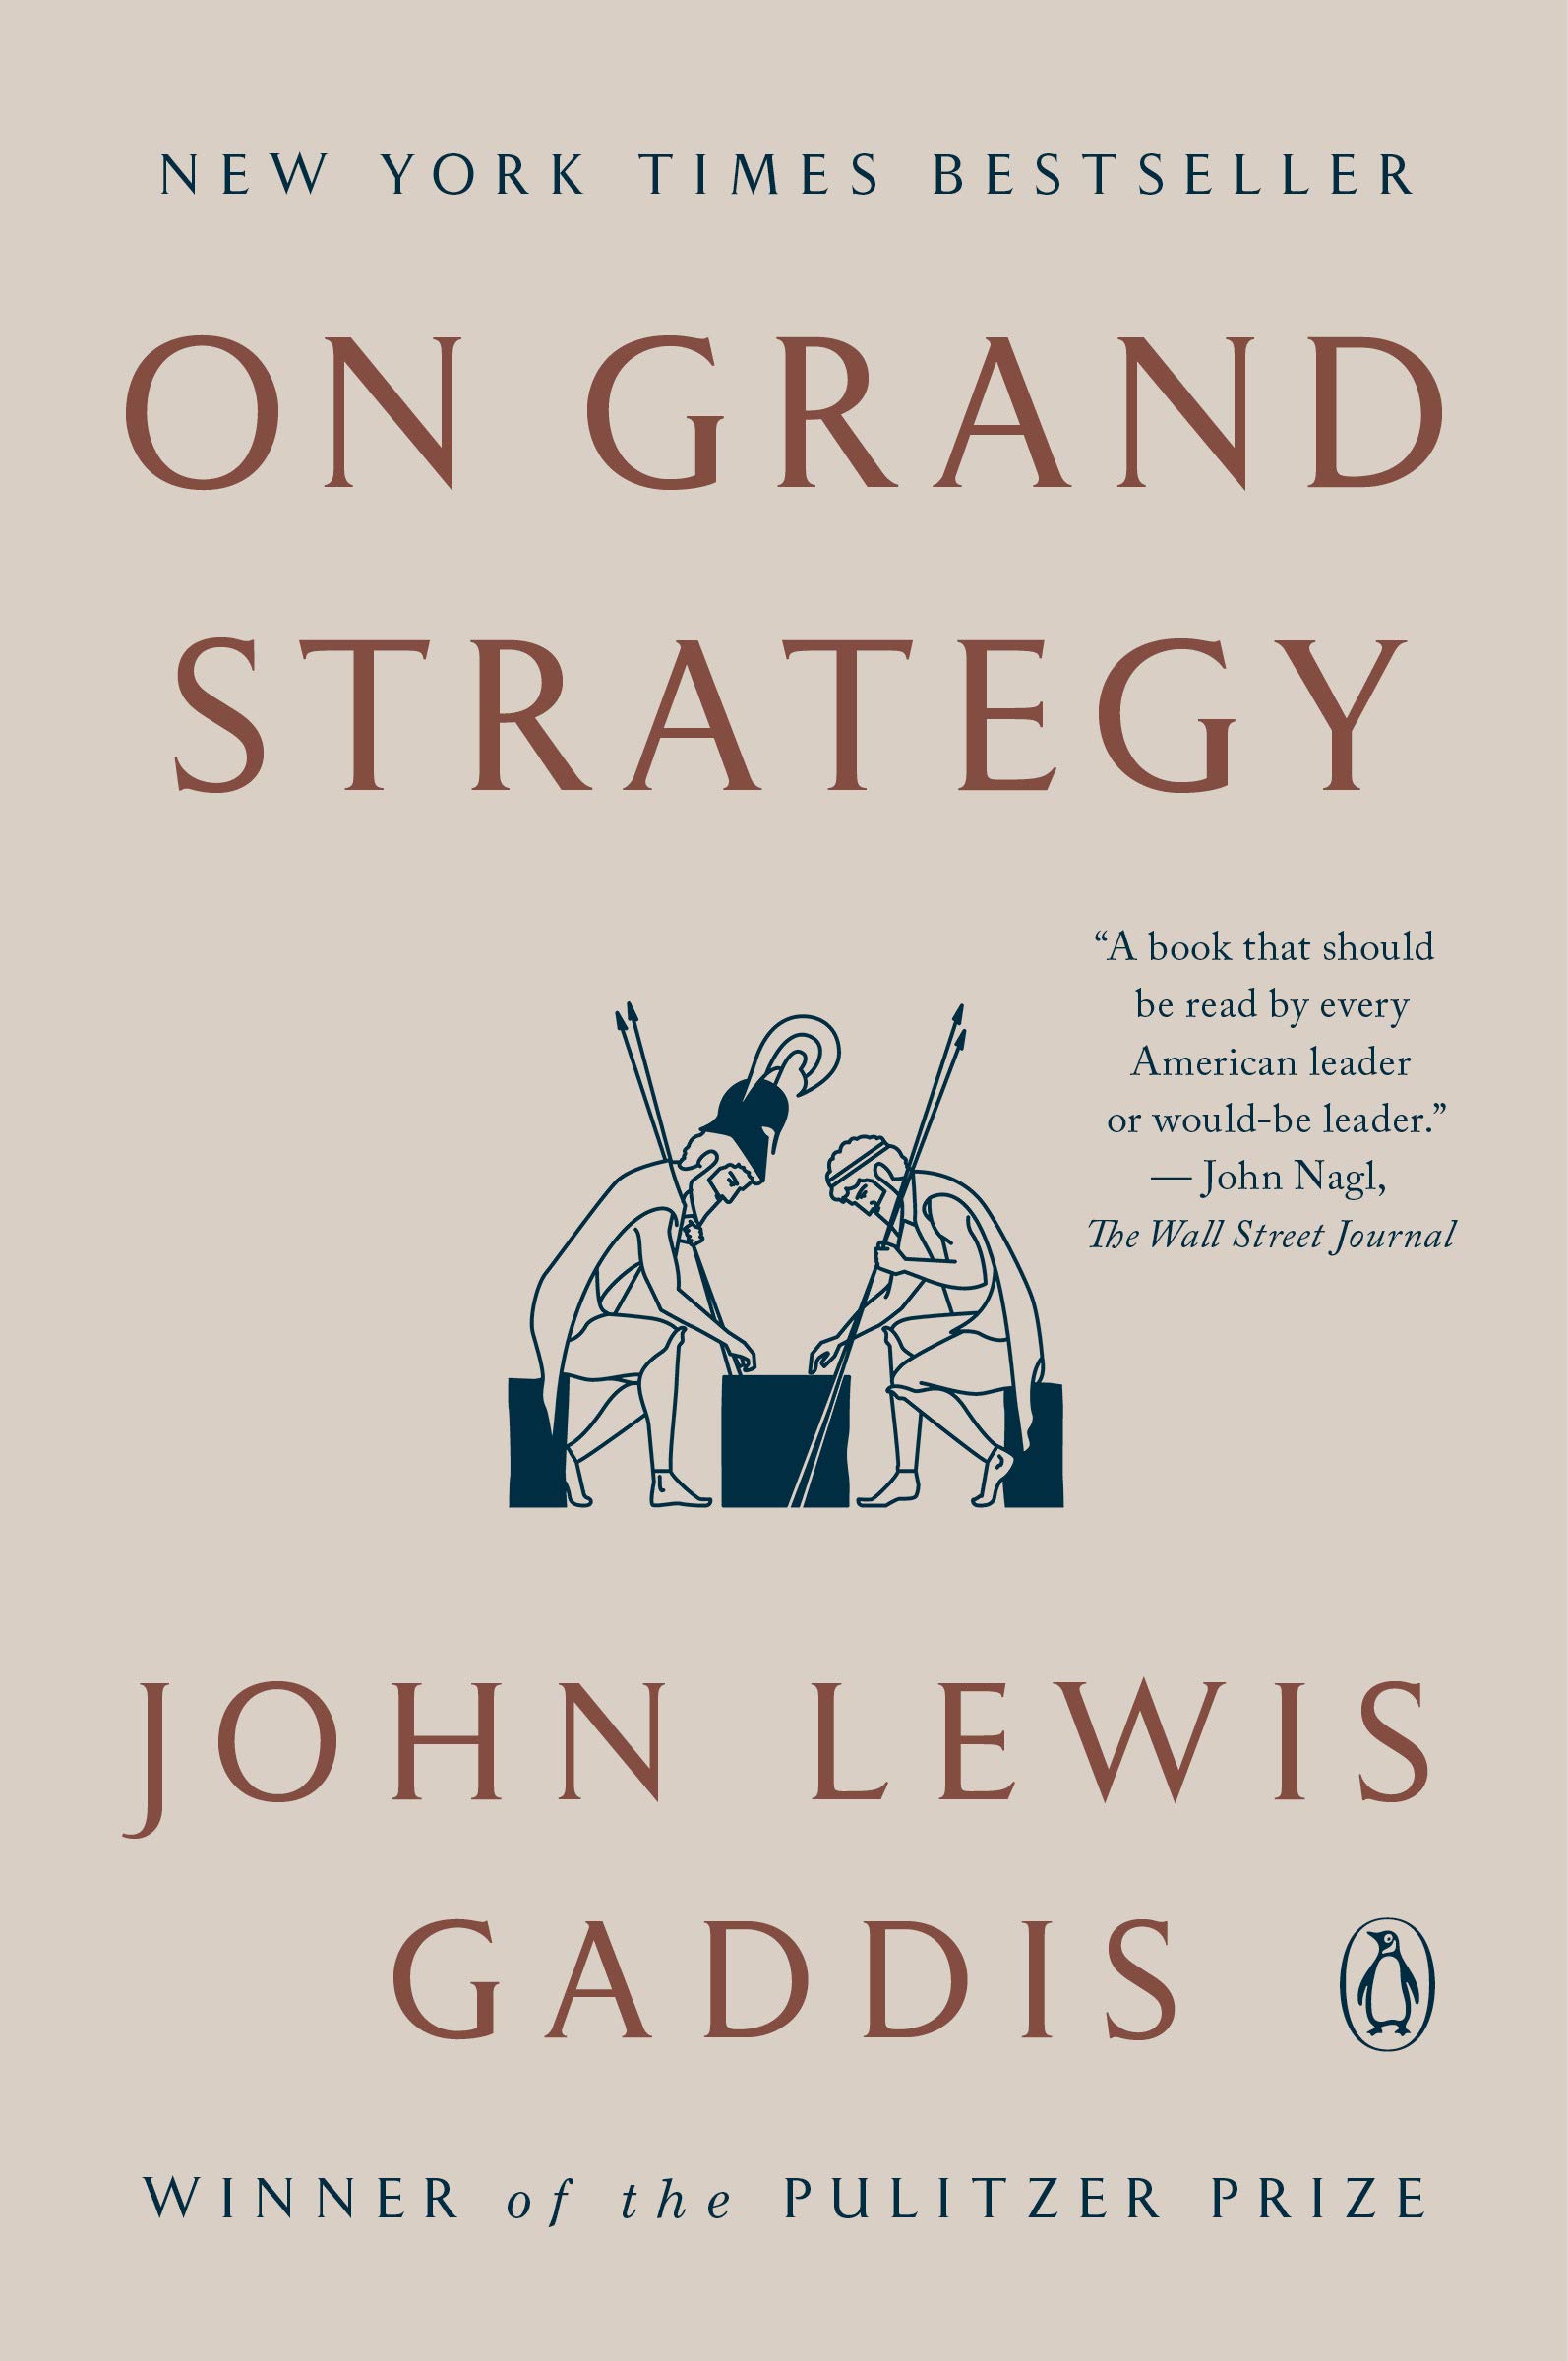 NEW YORK TIMES BESTSELLER
ON GRAND
STRATEGY
“A book that should
be read by every
American leader
or would-be leader.”
— John Nagl,
The Wall Street Journal
JOHN LEWIS
GADDIS
WINNER of the PULITZER PRIZE